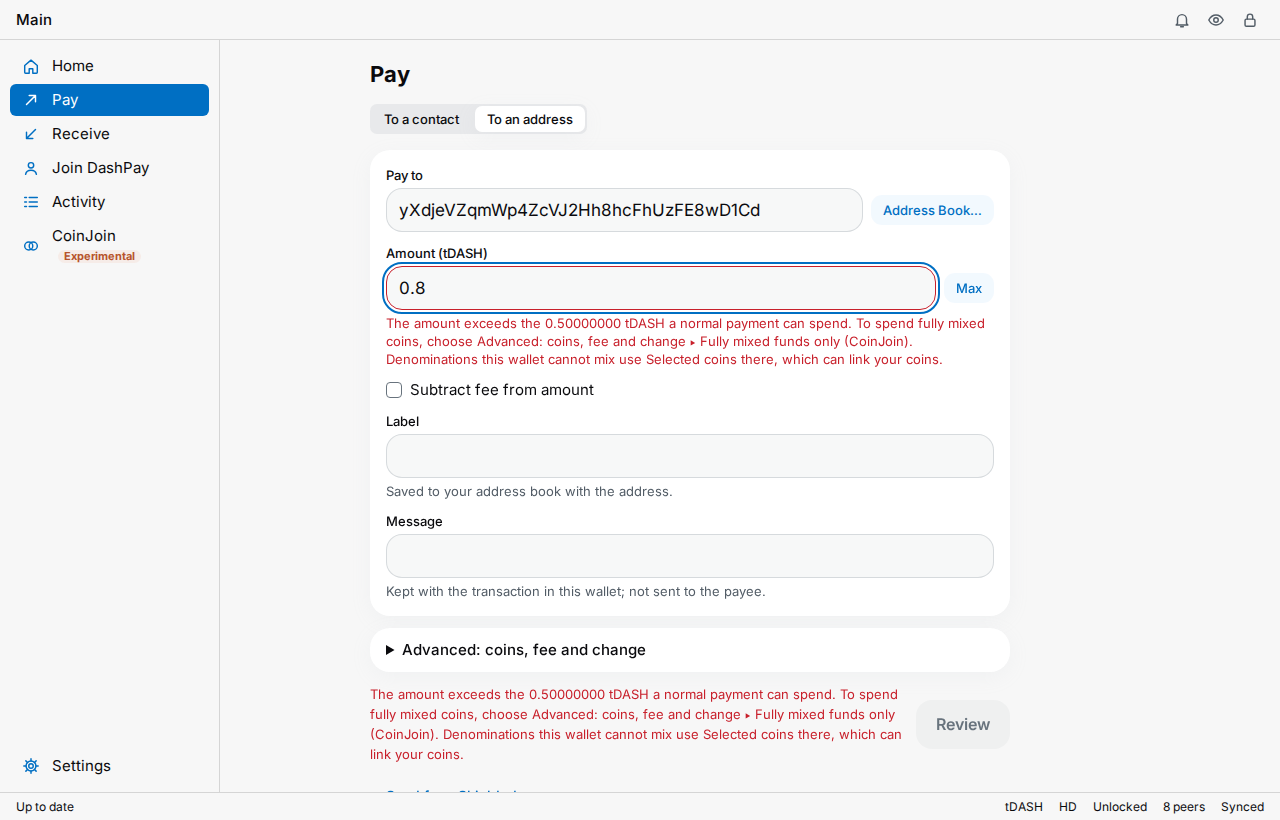 Main
Home
Pay
Receive
Join DashPay
Activity
CoinJoin
Experimental
Settings
Pay
To a contact
To an address
Pay to
yXdjeVZqmWp4ZcVJ2Hh8hcFhUzFE8wD1Cd
Address Book...
Amount (tDASH)
0.8
Max
The amount exceeds the 0.50000000 tDASH a normal payment can spend. To spend fully mixed
coins, choose Advanced: coins, fee and change ▸ Fully mixed funds only (CoinJoin).
Denominations this wallet cannot mix use Selected coins there, which can link your coins.
Subtract fee from amount
Label
Saved to your address book with the address.
Message
Kept with the transaction in this wallet; not sent to the payee.
Advanced: coins, fee and change
The amount exceeds the 0.50000000 tDASH a normal payment can spend. To spend
fully mixed coins, choose Advanced: coins, fee and change ▸ Fully mixed funds only
(CoinJoin). Denominations this wallet cannot mix use Selected coins there, which can
link your coins.
Review
Up to date
tDASH
HD
Unlocked
8 peers
Synced